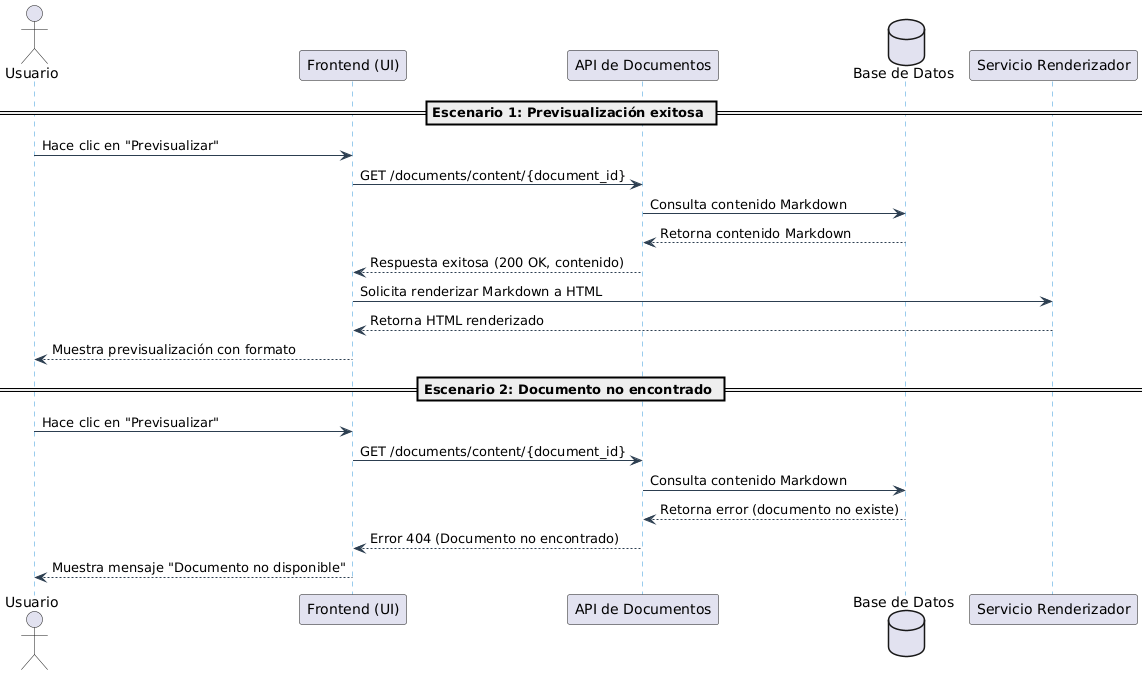 Usuario
Frontend (UI)
API de Documentos
Base de Datos
Servicio Renderizador
Escenario 1: Previsualización exitosa
Hace clic en "Previsualizar"
GET /documents/content/{document_id}
Consulta contenido Markdown
Retorna contenido Markdown
Respuesta exitosa (200 OK, contenido)
Solicita renderizar Markdown a HTML
Retorna HTML renderizado
Muestra previsualización con formato
Escenario 2: Documento no encontrado
Hace clic en "Previsualizar"
GET /documents/content/{document_id}
Consulta contenido Markdown
Retorna error (documento no existe)
Error 404 (Documento no encontrado)
Muestra mensaje "Documento no disponible"
Usuario
Frontend (UI)
API de Documentos
Base de Datos
Servicio Renderizador